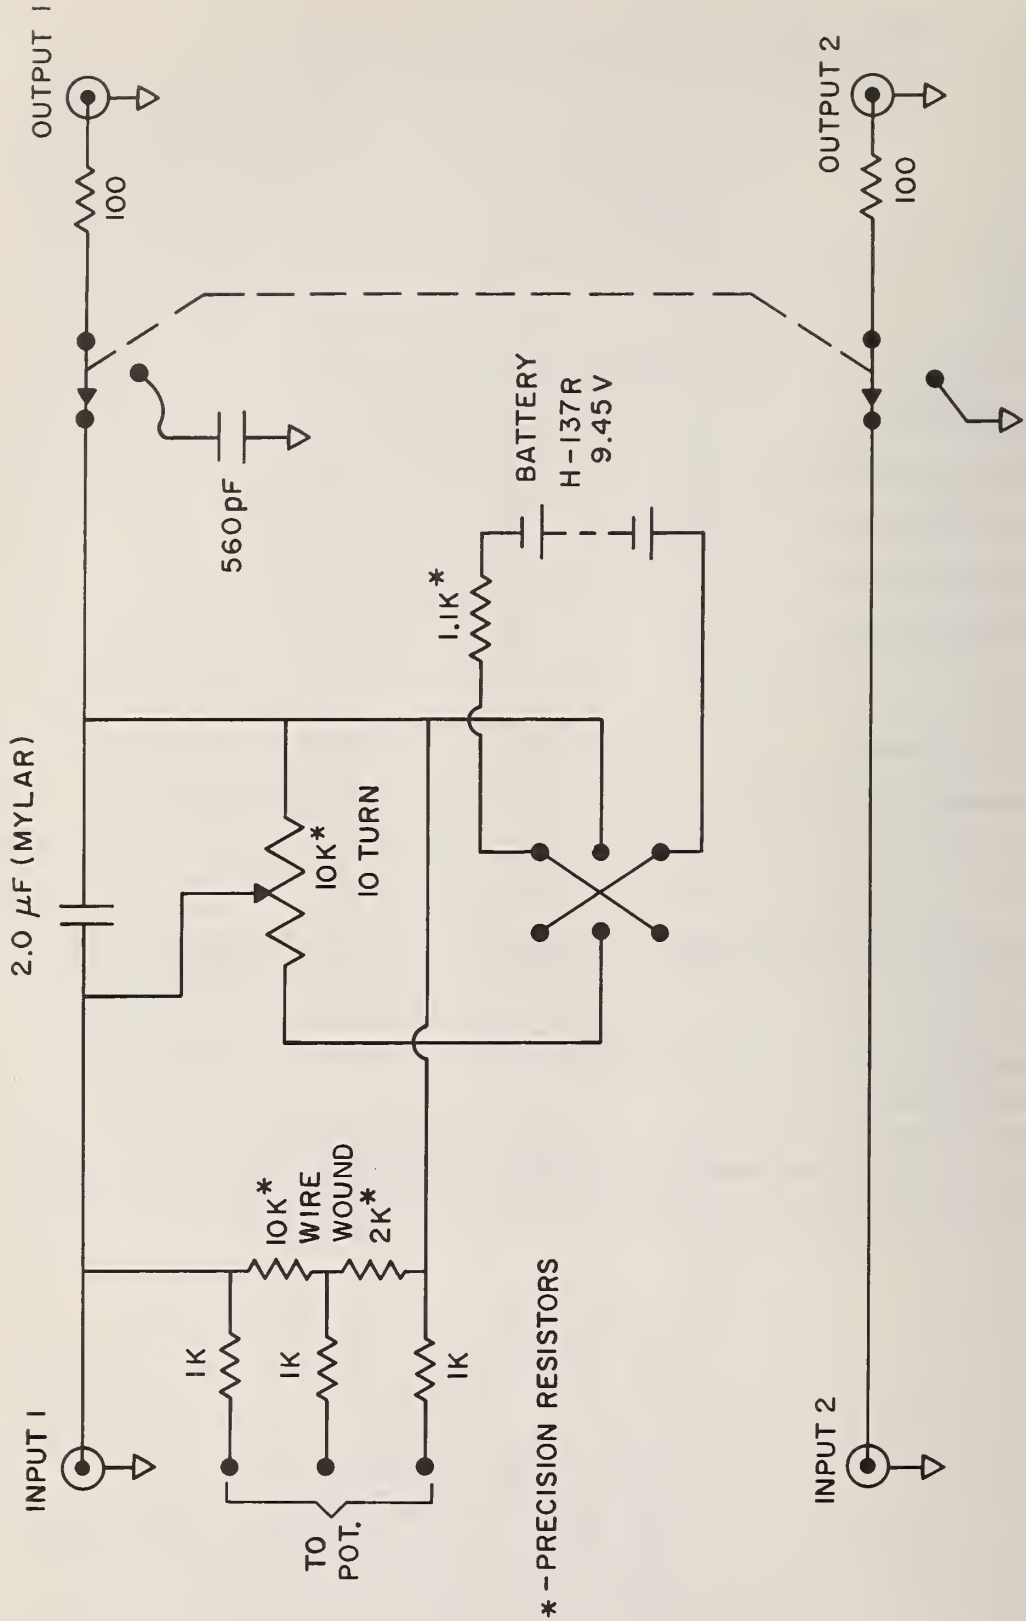 INPUT 1
2.0 μF (MYLAR)
OUTPUT 1
100
1K
1K
1K
TO
POT.
10K*
WIRE
WOUND
2K*
10K*
10 TURN
560pF
1.1K*
BATTERY
H-137R
9.45V
*-PRECISION RESISTORS
INPUT 2
OUTPUT 2
100